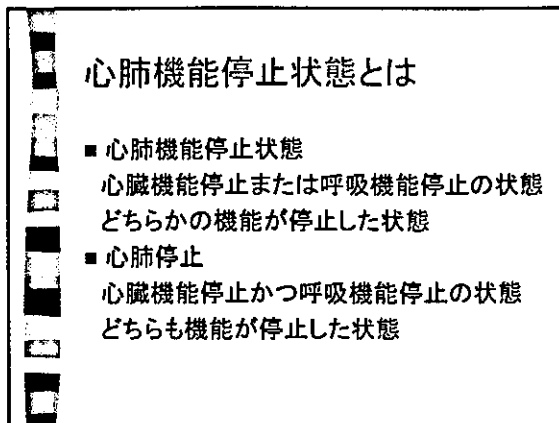 心肺機能停止状態とは
■ 心肺機能停止状態
心臓機能停止または呼吸機能停止の状態
どちらかの機能が停止した状態
■ 心肺停止
心臓機能停止かつ呼吸機能停止の状態
どちらも機能が停止した状態